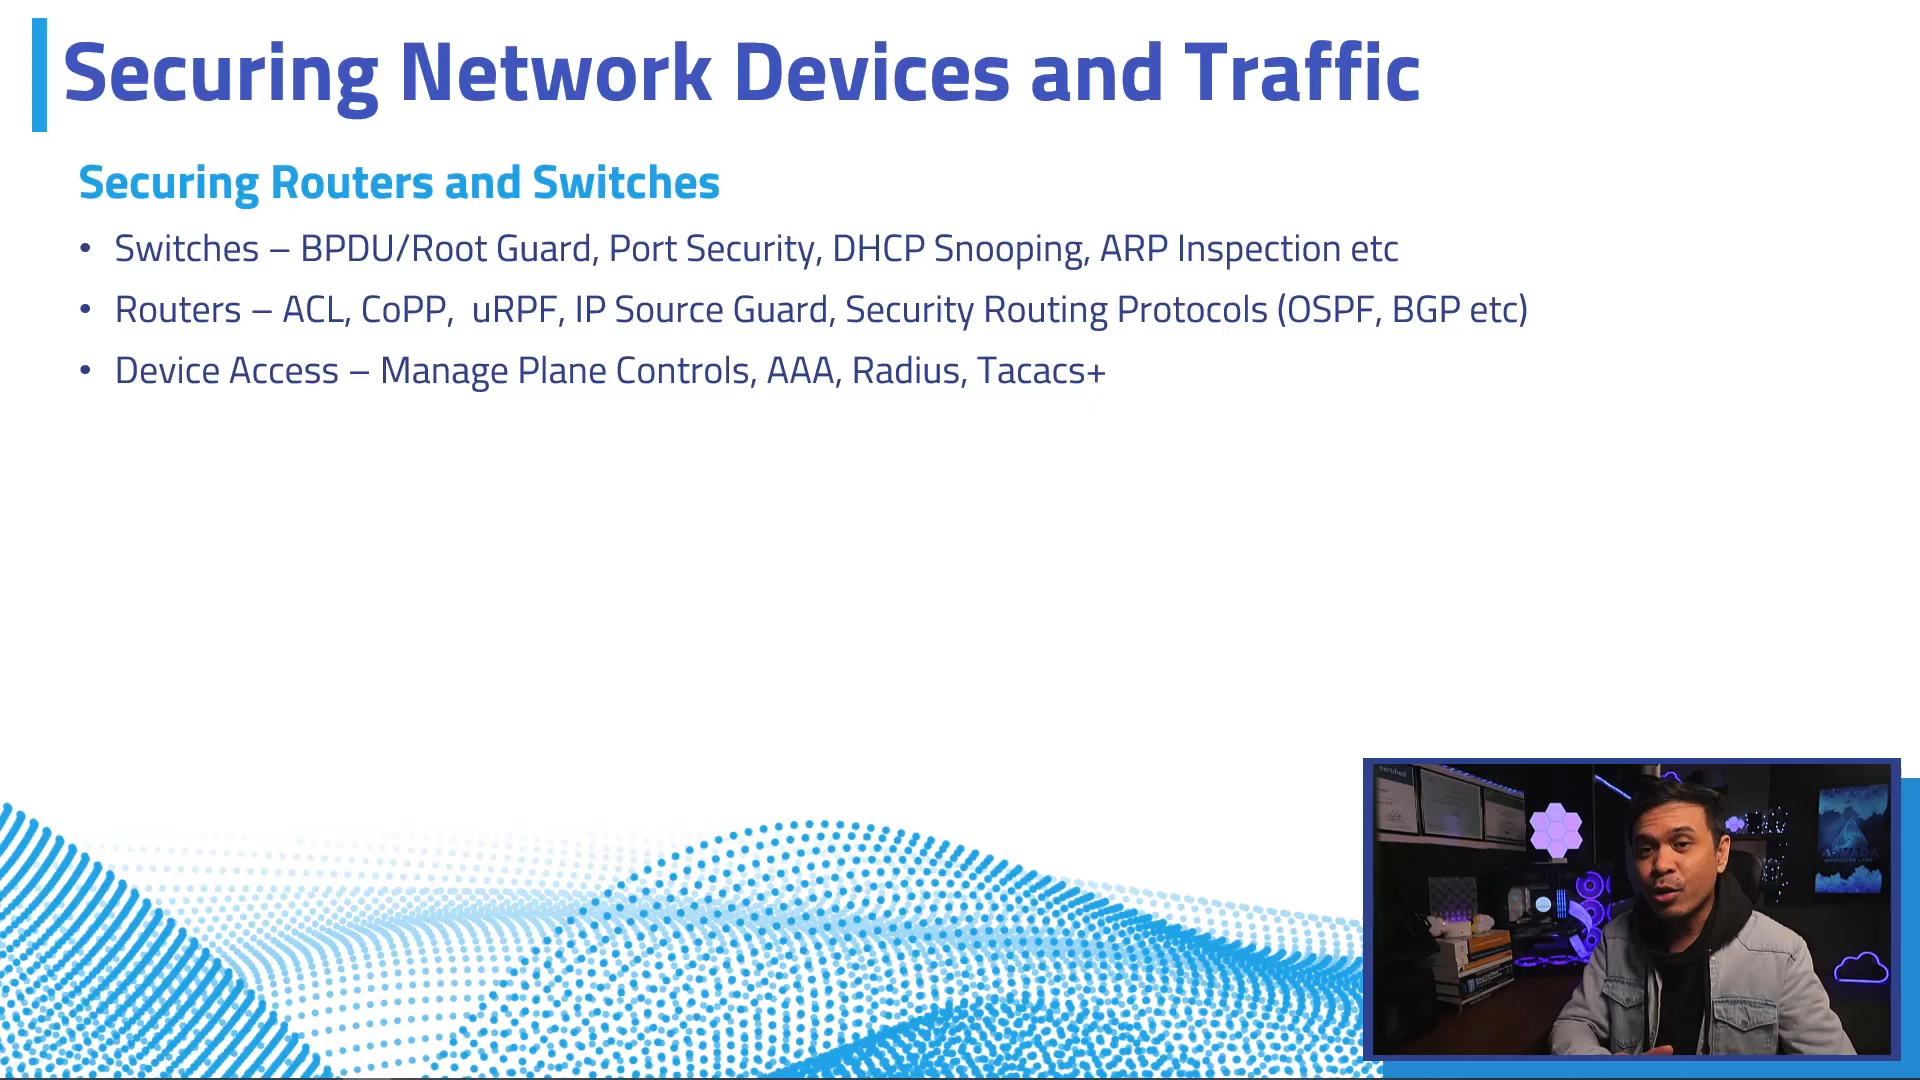 Securing Network Devices and Traffic
Securing Routers and Switches
• Switches – BPDU/Root Guard, Port Security, DHCP Snooping, ARP Inspection etc
• Routers – ACL, CoPP,  uRPF, IP Source Guard, Security Routing Protocols (OSPF, BGP etc)
• Device Access – Manage Plane Controls, AAA, Radius, Tacacs+
certified